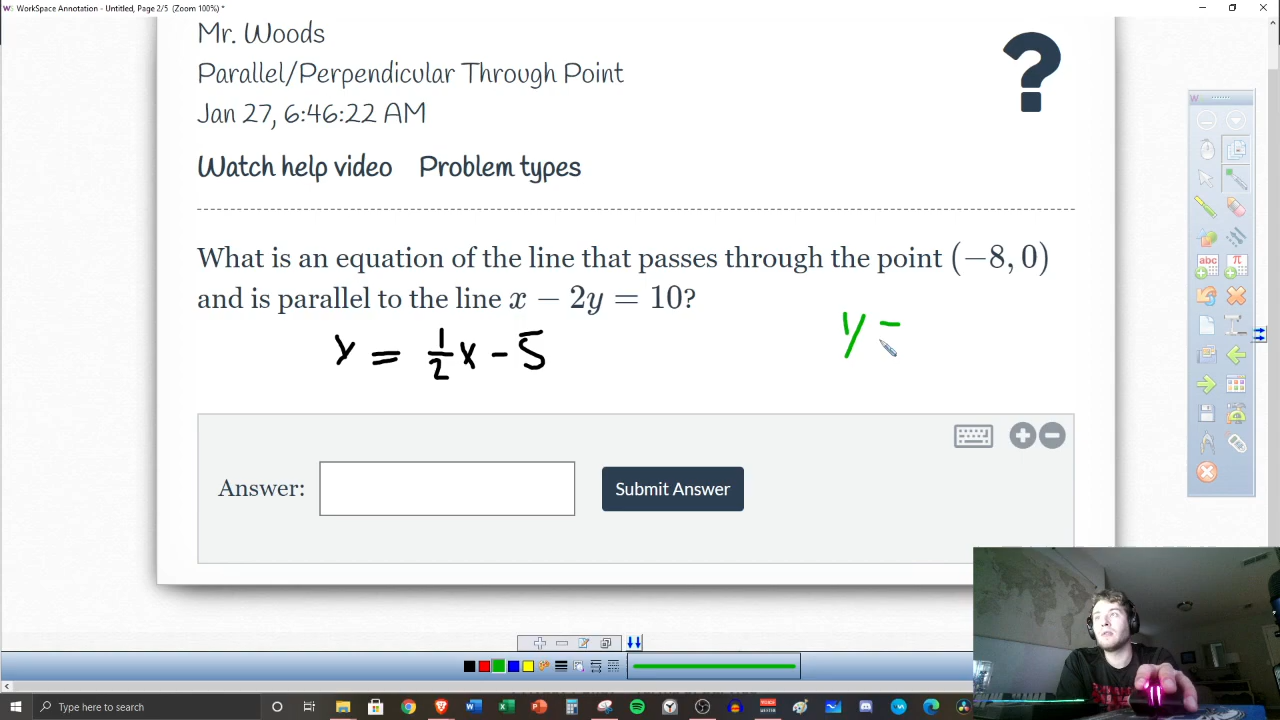 WorkSpace Annotation - Untitled, Page 2/5 (Zoom 100%) *
Mr. Woods
Parallel/Perpendicular Through Point
Jan 27, 6:46:22 AM
?
Watch help video Problem types
What is an equation of the line that passes through the point (−8, 0)
and is parallel to the line x − 2y = 10?
y = 1/2 x - 5
y =
Answer:
Submit Answer
abc
π
Type here to search